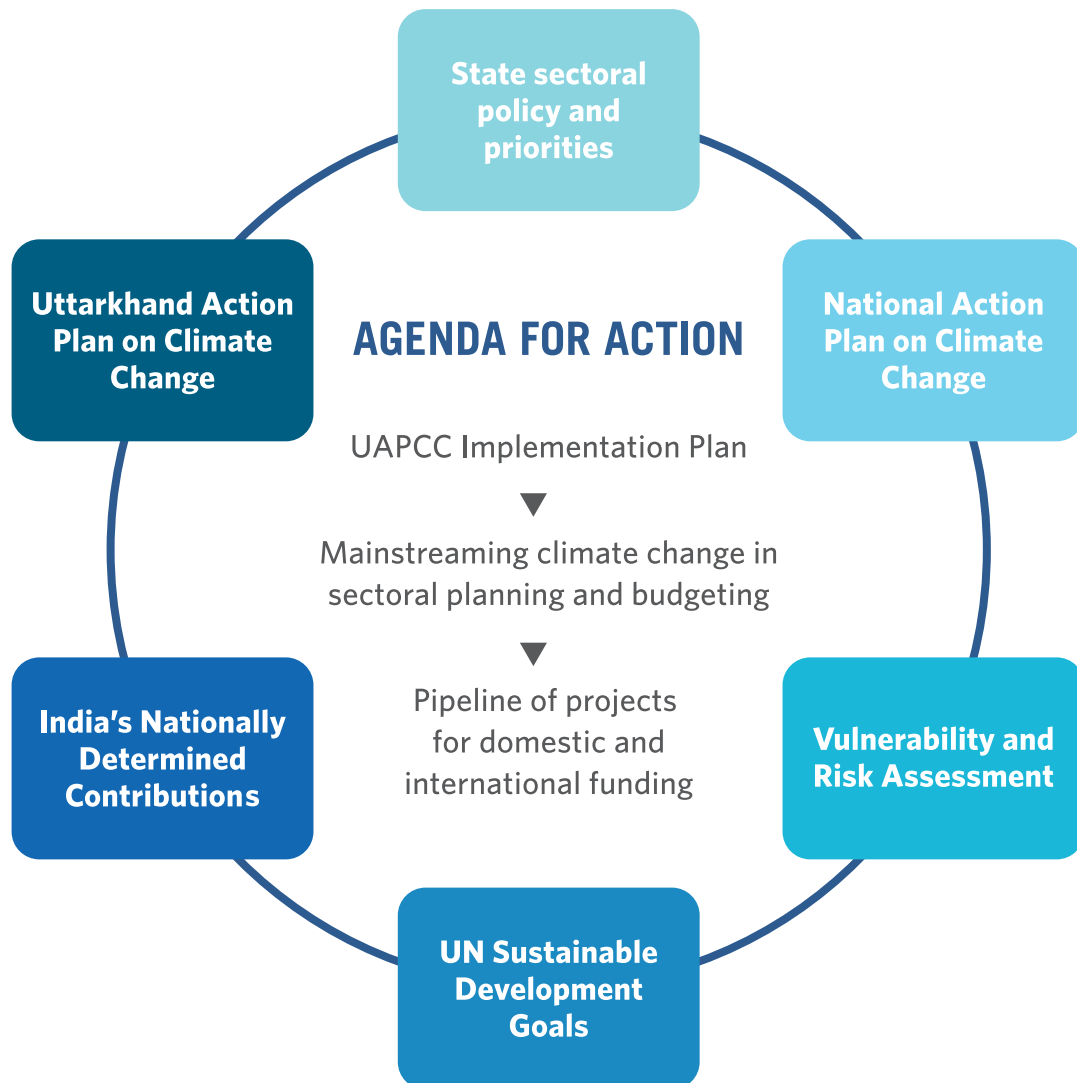 State sectoral
policy and
priorities
Uttarkhand Action
Plan on Climate
Change
National Action
Plan on Climate
Change
AGENDA FOR ACTION
UAPCC Implementation Plan
Mainstreaming climate change in
sectoral planning and budgeting
Pipeline of projects
for domestic and
international funding
India's Nationally
Determined
Contributions
Vulnerability and
Risk Assessment
UN Sustainable
Development
Goals